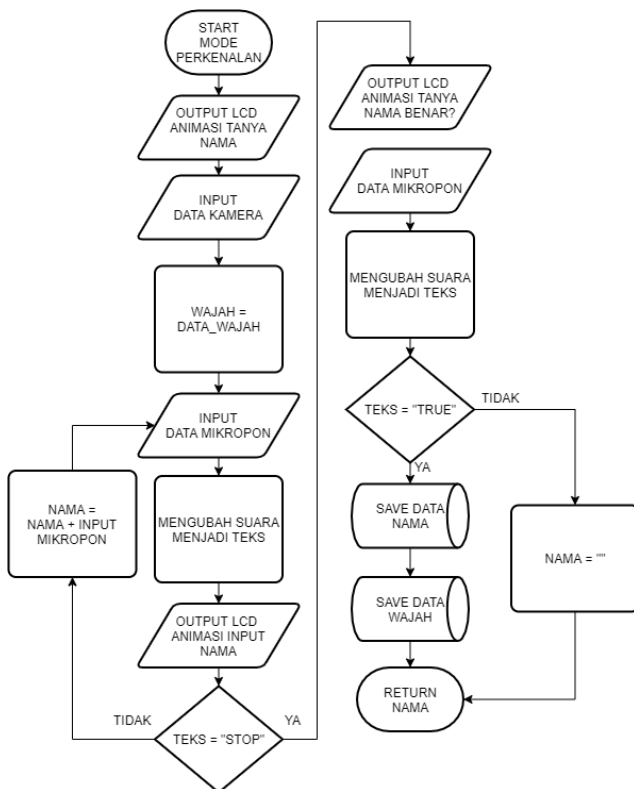 START
MODE
PERKENALAN
OUTPUT LCD
ANIMASI TANYA
NAMA
INPUT
DATA KAMERA
WAJAH =
DATA_WAJAH
INPUT
DATA MIKROPON
NAMA =
NAMA + INPUT
MIKROPON
MENGUBAH SUARA
MENJADI TEKS
OUTPUT LCD
ANIMASI INPUT
NAMA
TIDAK
TEKS = "STOP"
YA
OUTPUT LCD
ANIMASI TANYA
NAMA BENAR?
INPUT
DATA MIKROPON
MENGUBAH SUARA
MENJADI TEKS
TEKS = "TRUE"
TIDAK
YA
SAVE DATA
NAMA
SAVE DATA
WAJAH
NAMA = ""
RETURN
NAMA